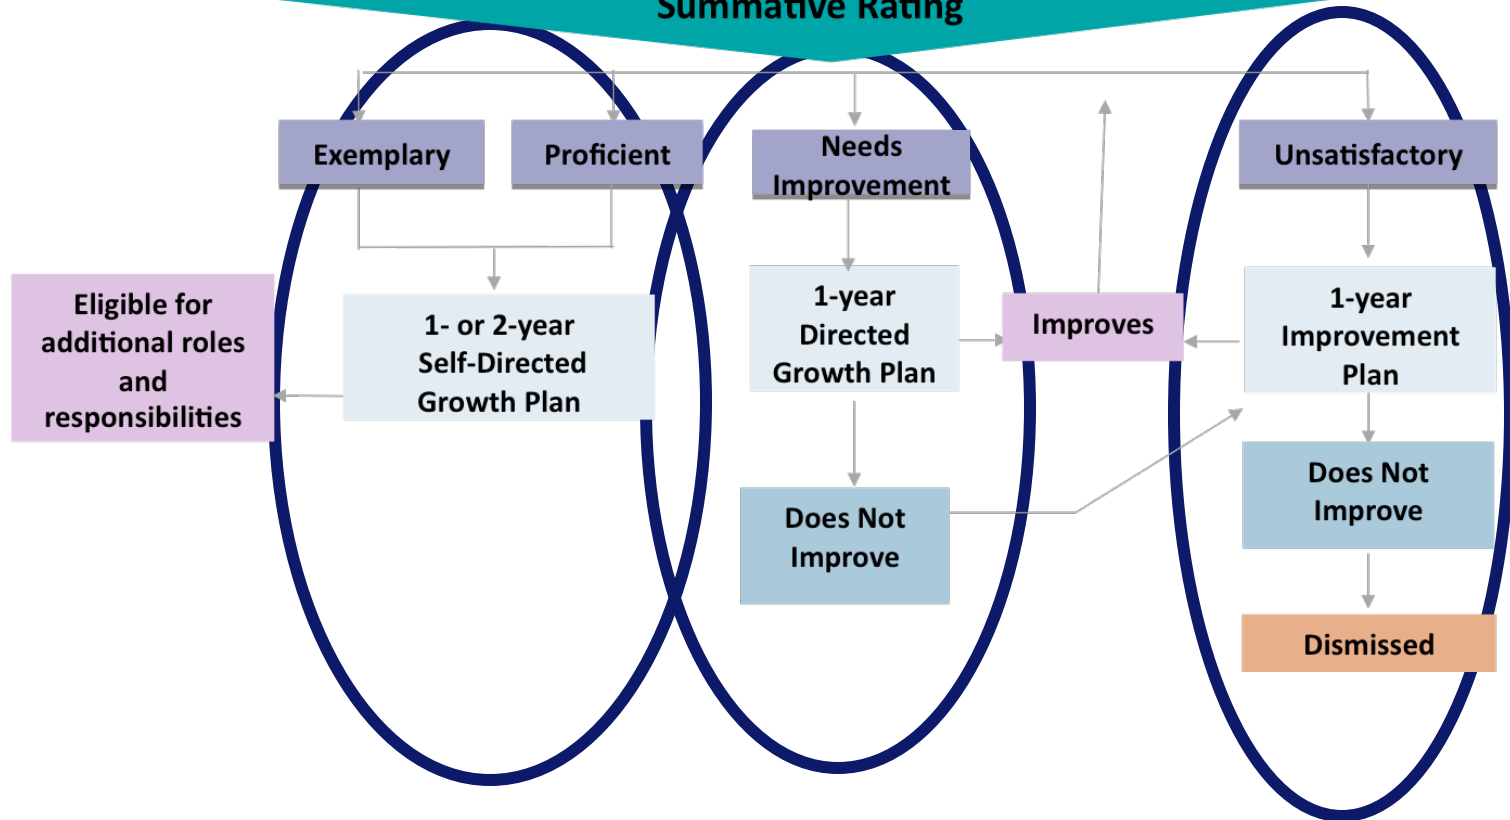 Summative Rating
Exemplary
Proficient
Needs
Improvement
Unsatisfactory
Eligible for
additional roles
and
responsibilities
1- or 2-year
Self-Directed
Growth Plan
1-year
Directed
Growth Plan
Improves
1-year
Improvement
Plan
Does Not
Improve
Does Not
Improve
Dismissed